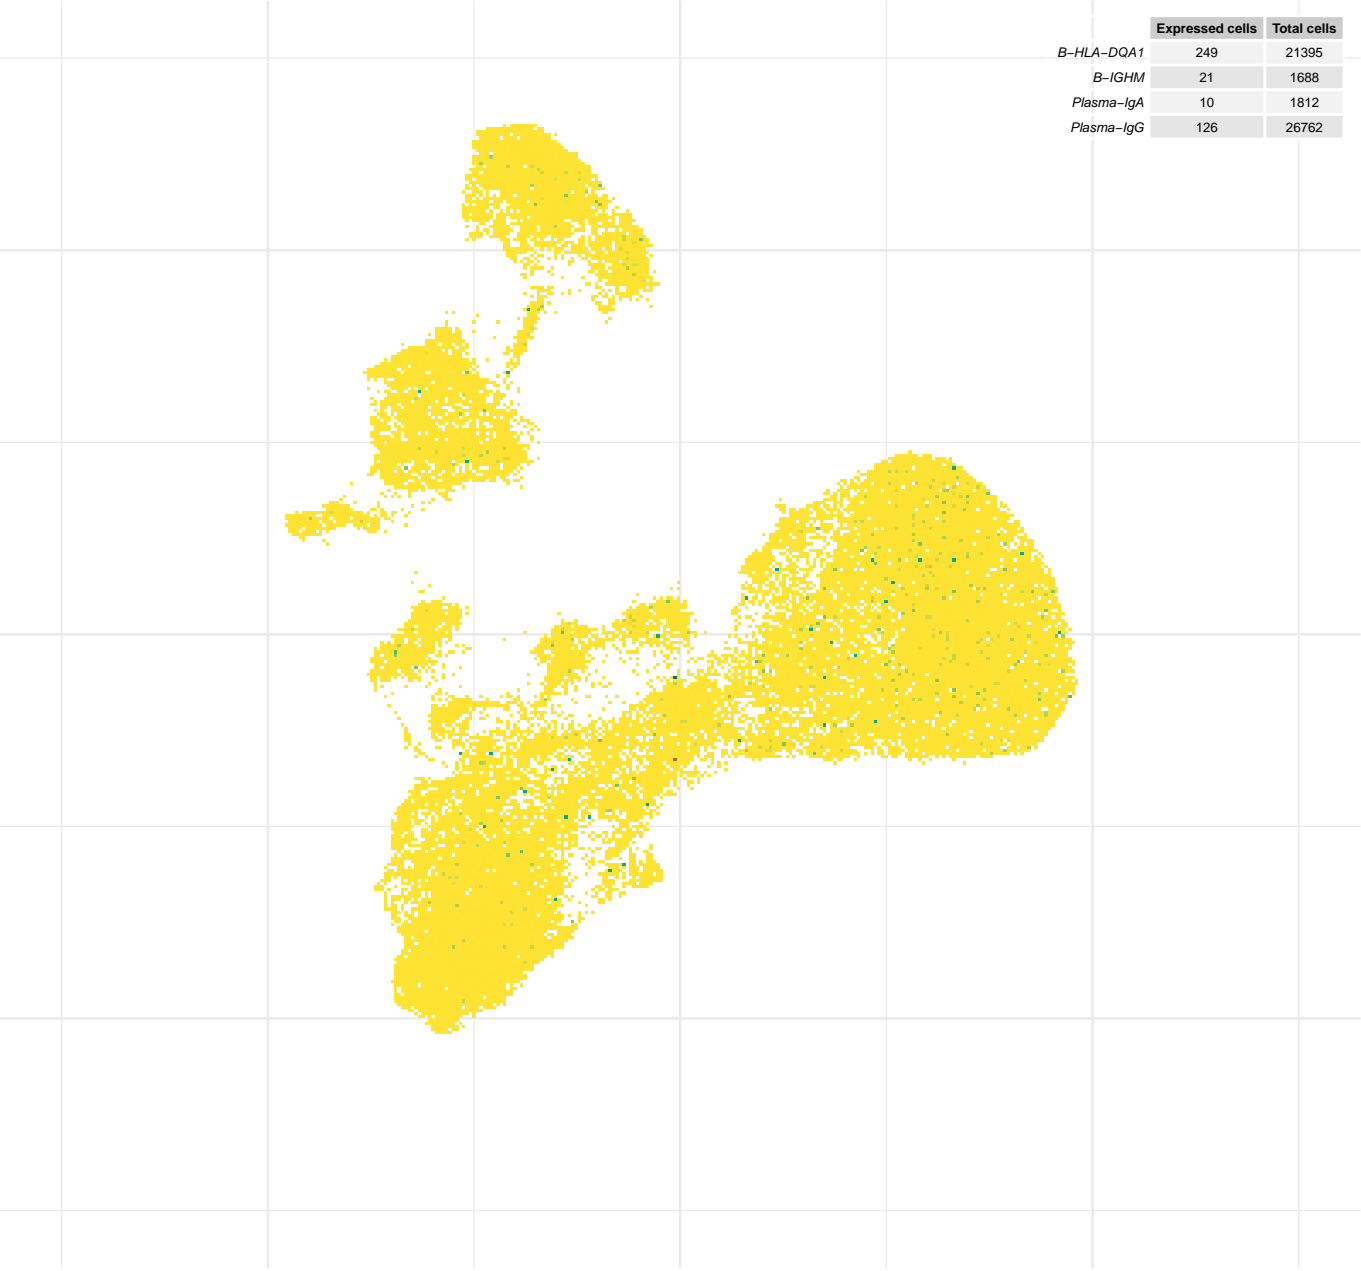 Expressed cells Total cells
B−HLA−DQA1 249 21395
B−IGHM 21 1688
Plasma−IgA 10 1812
Plasma−IgG 126 26762